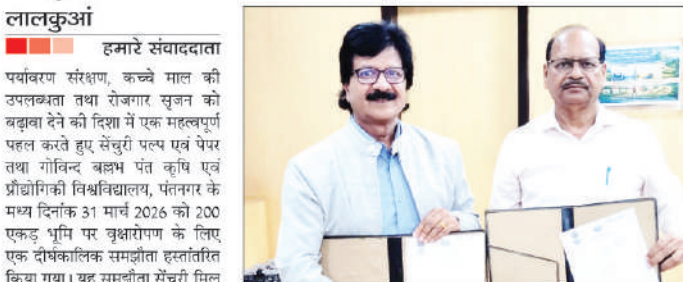 लालकुआं
हमारे संवाददाता
पर्यावरण संरक्षण, कच्चे माल की
उपलब्धता तथा रोजगार सृजन को
बढ़ावा देने की दिशा में एक महत्वपूर्ण
पहल करते हुए सेंचुरी पल्प एवं पेपर
तथा गोविन्द बल्लभ पंत कृषि एवं
प्रौद्योगिकी विश्वविद्यालय, पंतनगर के
मध्य दिनांक 31 मार्च 2026 को 200
एकड़ भूमि पर वृक्षारोपण के लिए
एक दीर्घकालिक समझौता हस्तांतरित
किया गया। यह समझौता सेंचुरी मिल